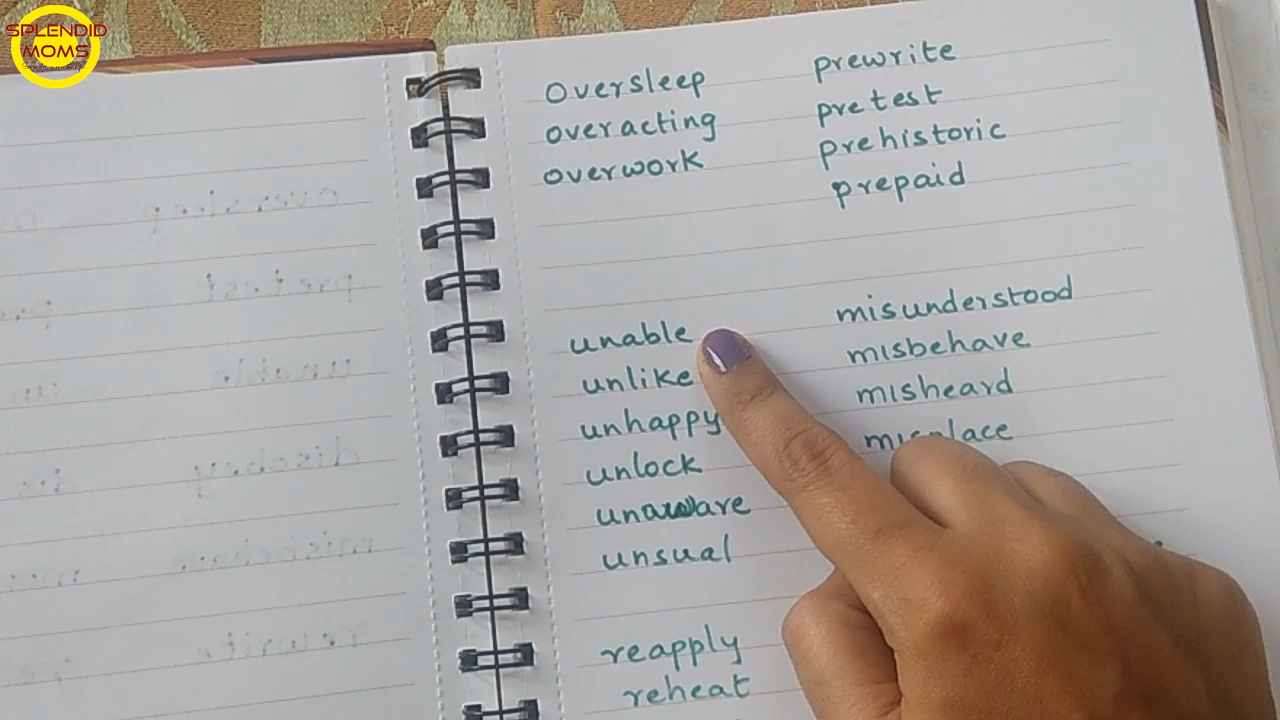 SPLENDID
MOMS
oversleep
overacting
overwork
prewrite
pretest
prehistoric
prepaid
unable
unlike
unhappy
unlock
unaware
unsual
misunderstood
misbehave
misheard
misplace
reapply
reheat